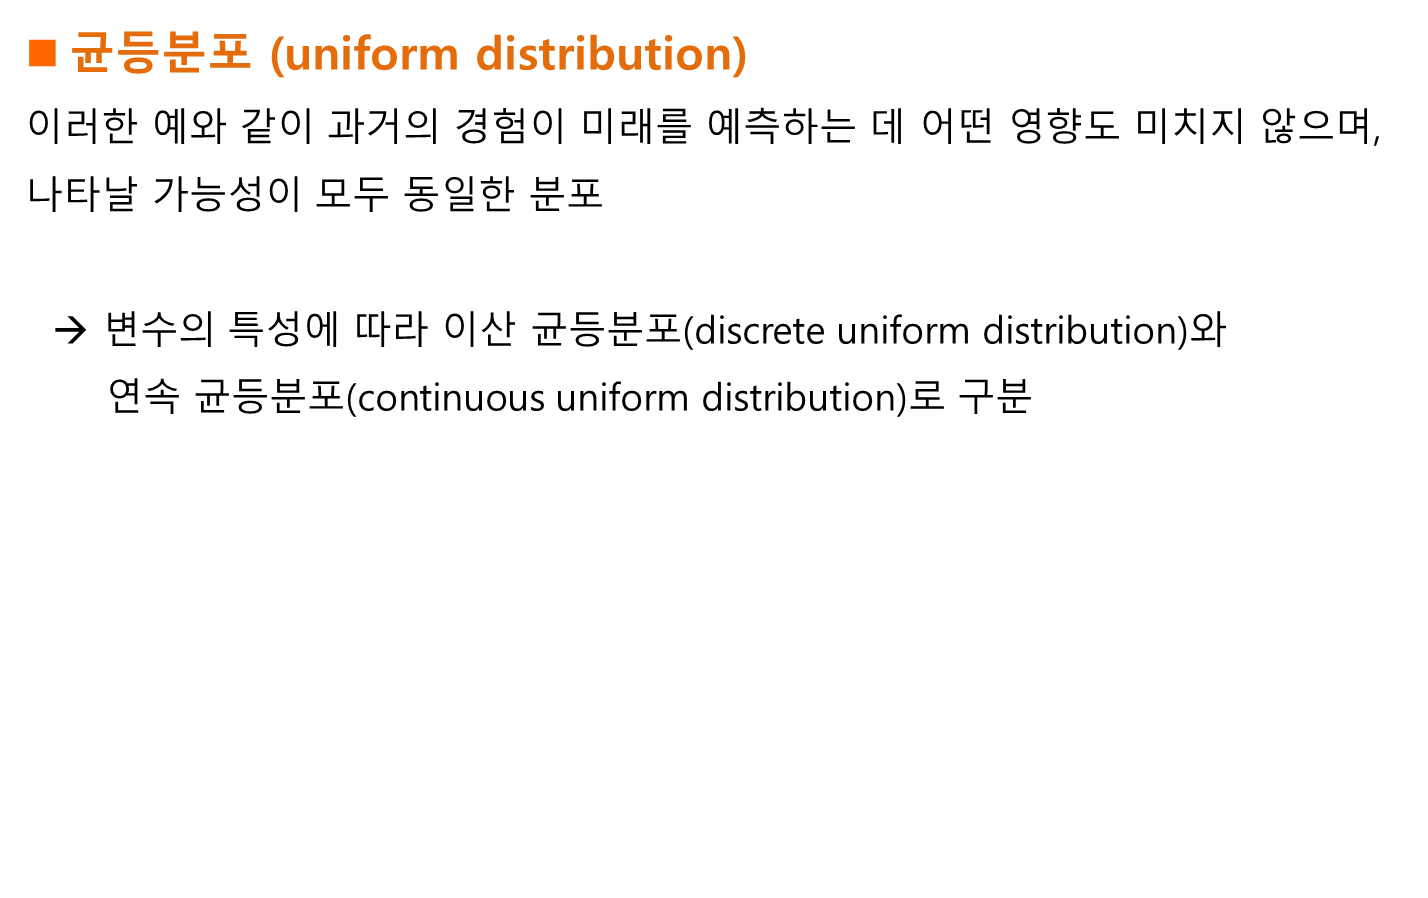 ■ 균등분포 (uniform distribution)
이러한 예와 같이 과거의 경험이 미래를 예측하는 데 어떤 영향도 미치지 않으며,
나타날 가능성이 모두 동일한 분포
→ 변수의 특성에 따라 이산 균등분포(discrete uniform distribution)와
연속 균등분포(continuous uniform distribution)로 구분